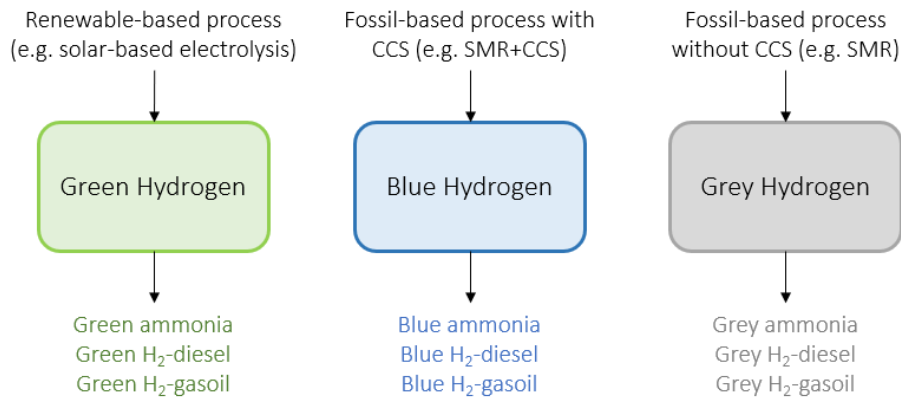 Renewable-based process
(e.g. solar-based electrolysis)
Fossil-based process with
CCS (e.g. SMR+CCS)
Fossil-based process
without CCS (e.g. SMR)
Green Hydrogen
Blue Hydrogen
Grey Hydrogen
Green ammonia
Green H₂-diesel
Green H₂-gasoil
Blue ammonia
Blue H₂-diesel
Blue H₂-gasoil
Grey ammonia
Grey H₂-diesel
Grey H₂-gasoil